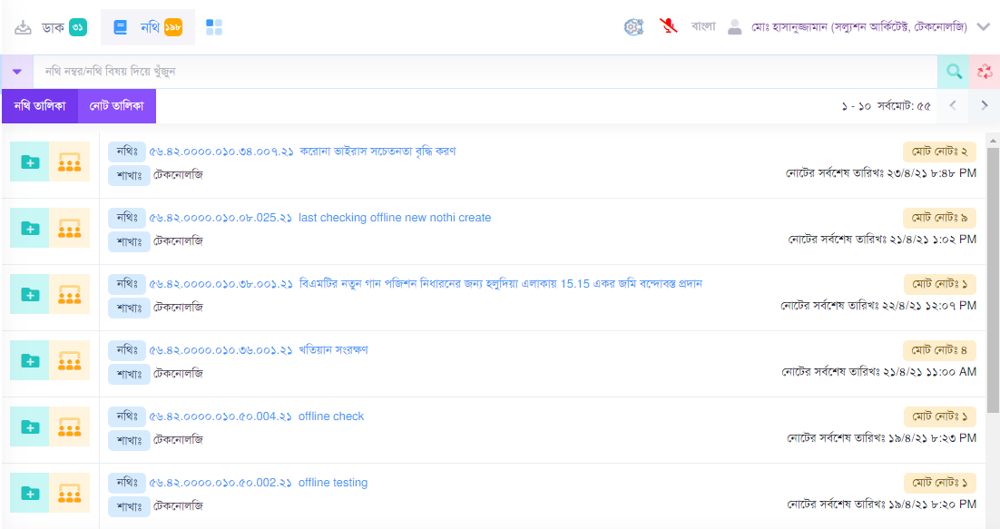 ডাক ৩১ নথি ১৯৮ বাংলা মোঃ হাসানুজ্জামান (সল্যুশন আর্কিটেক্ট, টেকনোলজি)
নথি নম্বর/নথি বিষয় দিয়ে খুঁজুন
নথি তালিকা নোট তালিকা ১ - ১০ সর্বমোট: ৫৫
নথিঃ ৫৬.৪২.০০০০.০১০.৩৪.০০৭.২১ করোনা ভাইরাস সচেতনতা বৃদ্ধি করণ মোট নোটঃ ২
শাখাঃ টেকনোলজি নোটের সর্বশেষ তারিখঃ ২৩/৪/২১ ৮:৪৮ PM
নথিঃ ৫৬.৪২.০০০০.০১০.০৮.025.২১ last checking offline new nothi create মোট নোটঃ ৯
শাখাঃ টেকনোলজি নোটের সর্বশেষ তারিখঃ ২১/৪/২১ ১:০২ PM
নথিঃ ৫৬.৪২.০০০০.০১০.৩৮.০০১.২১ বিএমটির নতুন গান পজিশন নিধারনের জন্য হলুদিয়া এলাকায় 15.15 একর জমি বন্দোবস্ত প্রদান মোট নোটঃ ১
শাখাঃ টেকনোলজি নোটের সর্বশেষ তারিখঃ ২২/৪/২১ ১২:০৭ PM
নথিঃ ৫৬.৪২.০০০০.০১০.৩৬.০০১.২১ খতিয়ান সংরক্ষণ মোট নোটঃ ৪
শাখাঃ টেকনোলজি নোটের সর্বশেষ তারিখঃ ২১/৪/২১ ১১:০০ AM
নথিঃ ৫৬.৪২.০০০০.০১০.৫০.004.২১ offline check মোট নোটঃ ১
শাখাঃ টেকনোলজি নোটের সর্বশেষ তারিখঃ ১৯/৪/২১ ৮:২৩ PM
নথিঃ ৫৬.৪২.০০০০.০১০.৫০.002.২১ offline testing মোট নোটঃ ১
শাখাঃ টেকনোলজি নোটের সর্বশেষ তারিখঃ ১৯/৪/২১ ৮:২০ PM